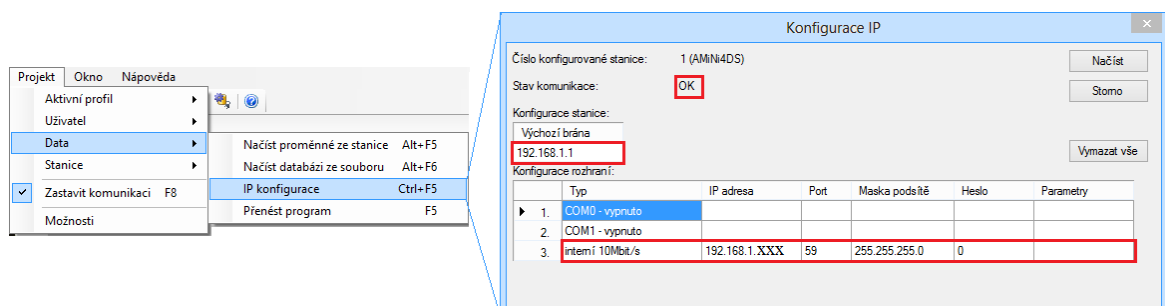 Projekt Okno Nápověda
Aktivní profil
Uživatel
Data
Stanice
Zastavit komunikaci F8
Možnosti
Načíst proměnné ze stanice Alt+F5
Načíst databázi ze souboru Alt+F6
IP konfigurace Ctrl+F5
Přenést program F5
Konfigurace IP
Číslo konfigurované stanice: 1 (AMiNi4DS) Načíst
Stav komunikace: OK Storno
Konfigurace stanice:
Výchozí brána
192.168.1.1 Vymazat vše
Konfigurace rozhraní:
Typ IP adresa Port Maska podsítě Heslo Parametry
1. COM0 - vypnuto
2. COM1 - vypnuto
3. interní 10Mbit/s 192.168.1.XXX 59 255.255.255.0 0